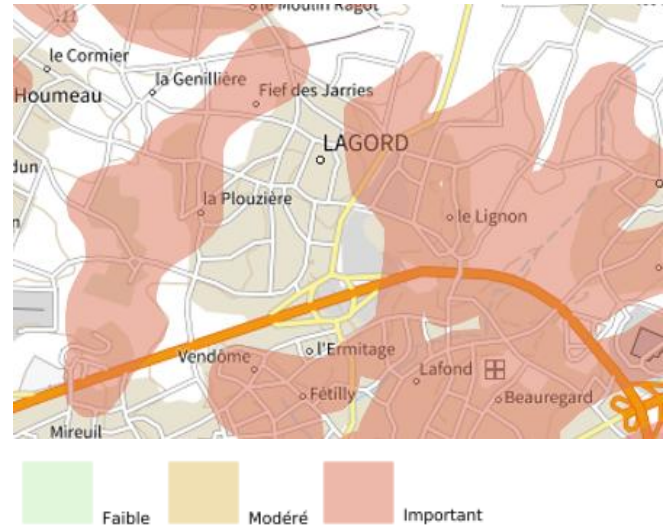 le Moulin Ragot
111
le Cormier
la Genillière
Houmeau
Fief des Jarries
LAGORD
dun
la Plouzière
le Lignon
n
l'Ermitage
Vendôme
Lafond
Fétilly
Beauregard
Mireuil
Faible
Modéré
Important